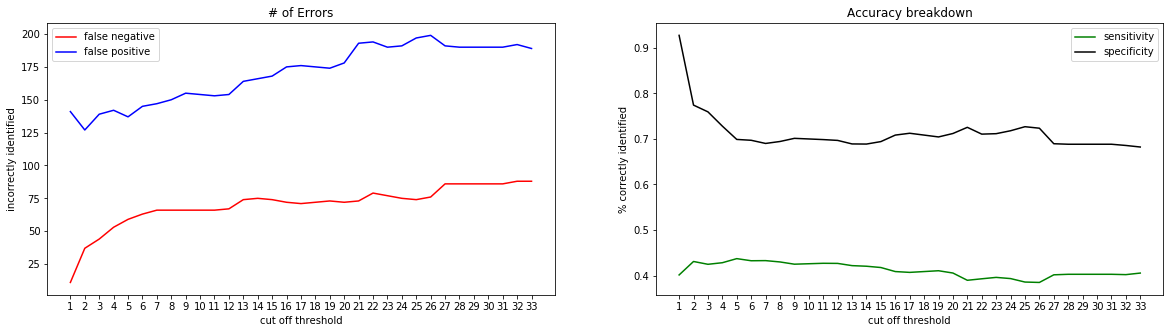 # of Errors
false negative
false positive
incorrectly identified
200
175
150
125
100
75
50
25
1 2 3 4 5 6 7 8 9 10 11 12 13 14 15 16 17 18 19 20 21 22 23 24 25 26 27 28 29 30 31 32 33
cut off threshold
Accuracy breakdown
sensitivity
specificity
% correctly identified
0.9
0.8
0.7
0.6
0.5
0.4
1 2 3 4 5 6 7 8 9 10 11 12 13 14 15 16 17 18 19 20 21 22 23 24 25 26 27 28 29 30 31 32 33
cut off threshold